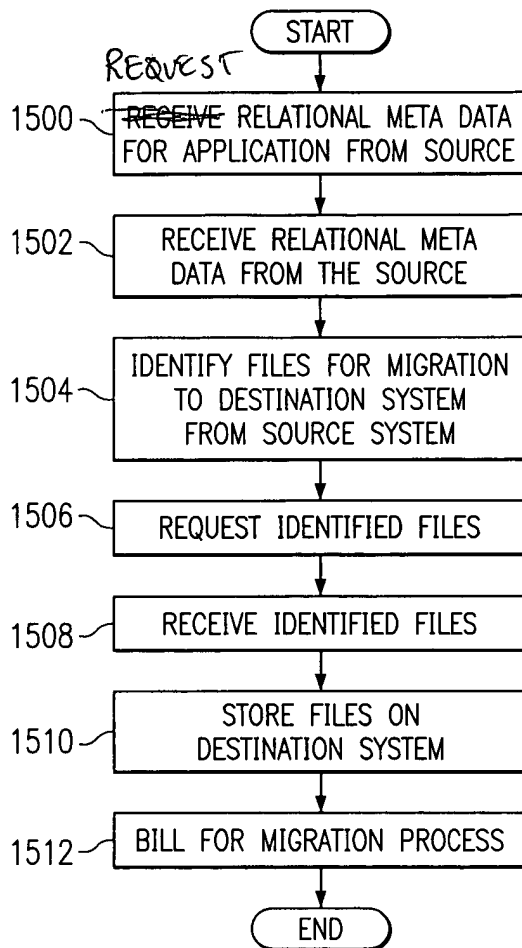 START
REQUEST
1500 RECEIVE RELATIONAL META DATA
FOR APPLICATION FROM SOURCE
1502 RECEIVE RELATIONAL META
DATA FROM THE SOURCE
1504 IDENTIFY FILES FOR MIGRATION
TO DESTINATION SYSTEM
FROM SOURCE SYSTEM
1506 REQUEST IDENTIFIED FILES
1508 RECEIVE IDENTIFIED FILES
1510 STORE FILES ON
DESTINATION SYSTEM
1512 BILL FOR MIGRATION PROCESS
END